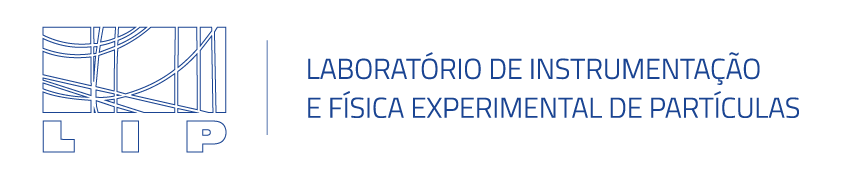 LIP
LABORATÓRIO DE INSTRUMENTAÇÃO
E FÍSICA EXPERIMENTAL DE PARTÍCULAS